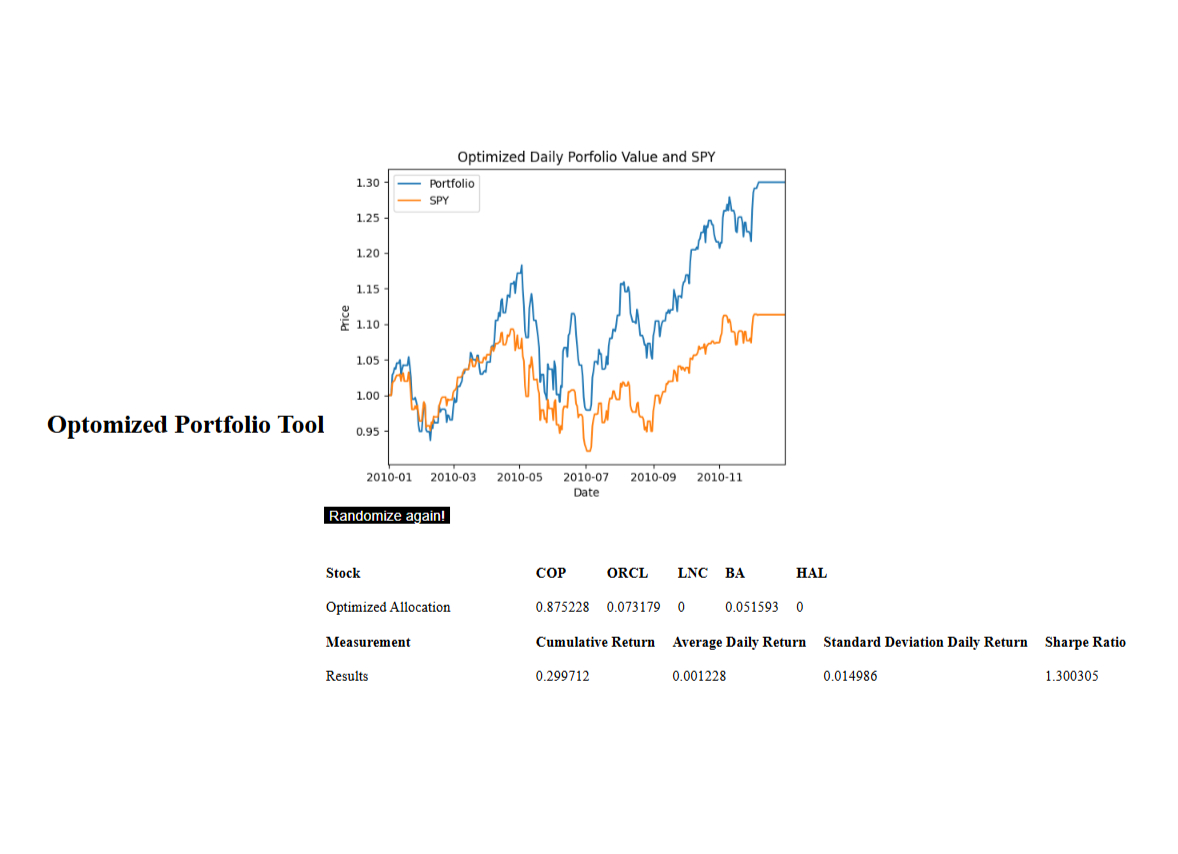 Optimized Daily Porfolio Value and SPY
Portfolio
SPY
1.30
1.25
1.20
1.15
1.10
1.05
1.00
0.95
Price
2010-01 2010-03 2010-05 2010-07 2010-09 2010-11
Date
Optomized Portfolio Tool
Randomize again!
Stock COP ORCL LNC BA HAL
Optimized Allocation 0.875228 0.073179 0 0.051593 0
Measurement Cumulative Return Average Daily Return Standard Deviation Daily Return Sharpe Ratio
Results 0.299712 0.001228 0.014986 1.300305